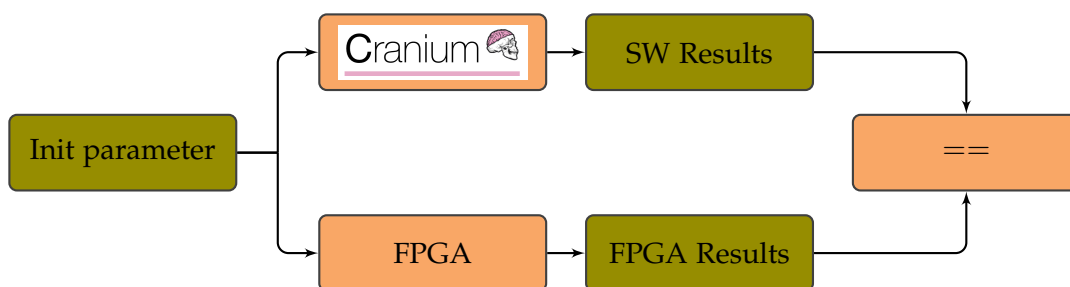 Cranium
SW Results
Init parameter
==
FPGA
FPGA Results